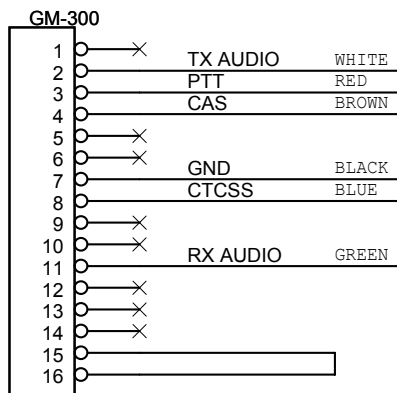 GM-300
1
2 TX AUDIO WHITE
3 PTT RED
4 CAS BROWN
5
6
7 GND BLACK
8 CTCSS BLUE
9
10
11 RX AUDIO GREEN
12
13
14
15
16